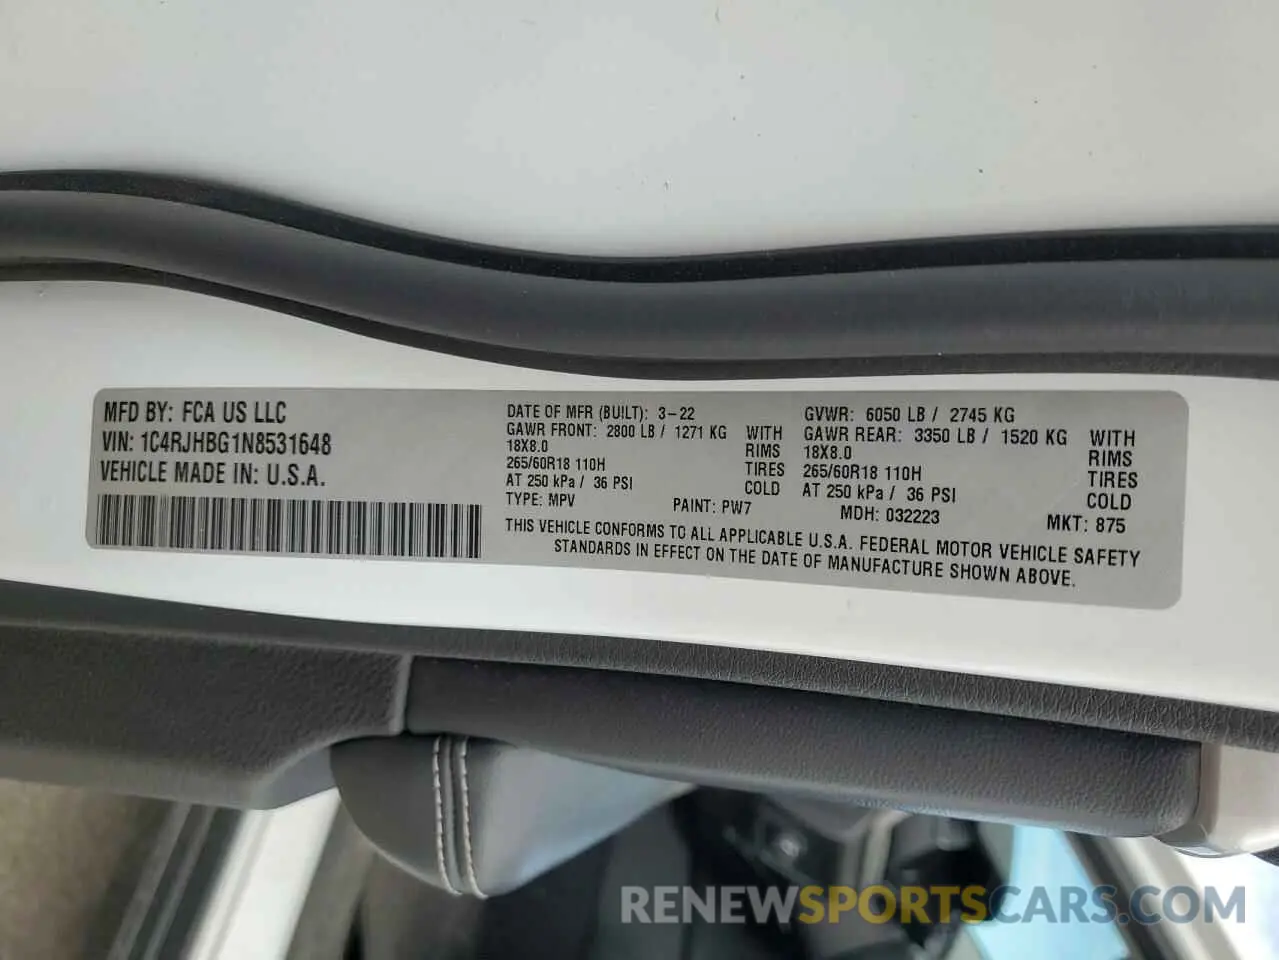 MFD BY: FCA US LLC
VIN: 1C4RJHBG1N8531648
VEHICLE MADE IN: U.S.A.
DATE OF MFR (BUILT): 3-22
GAWR FRONT: 2800 LB / 1271 KG WITH
18X8.0 RIMS
265/60R18 110H TIRES
AT 250 kPa / 36 PSI COLD
TYPE: MPV PAINT: PW7
GVWR: 6050 LB / 2745 KG
GAWR REAR: 3350 LB / 1520 KG WITH
18X8.0 RIMS
265/60R18 110H TIRES
AT 250 kPa / 36 PSI COLD
MDH: 032223 MKT: 875
THIS VEHICLE CONFORMS TO ALL APPLICABLE U.S.A. FEDERAL MOTOR VEHICLE SAFETY
STANDARDS IN EFFECT ON THE DATE OF MANUFACTURE SHOWN ABOVE.
RENEWSPORTSCARS.COM